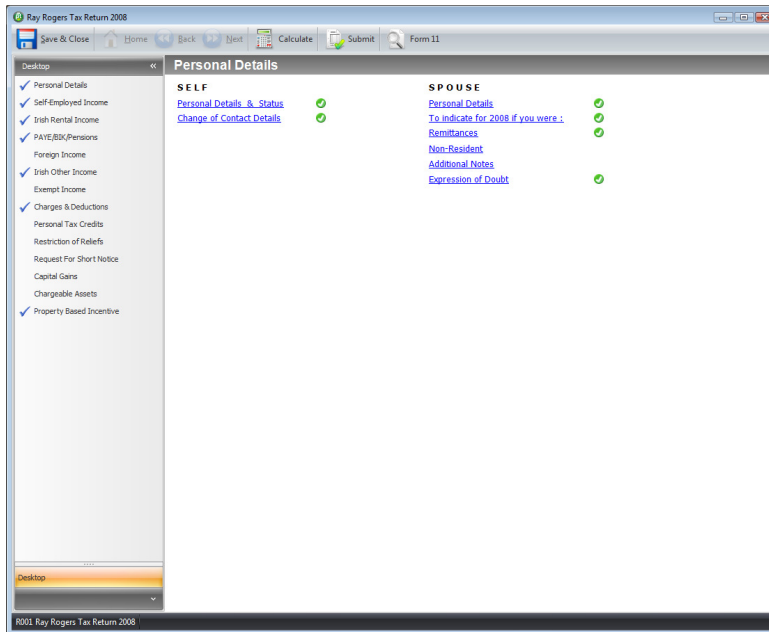 Ray Rogers Tax Return 2008
Save & Close Home Back Next Calculate Submit Form 11
Desktop «
Personal Details
Self-Employed Income
Irish Rental Income
PAYE/BIK/Pensions
Foreign Income
Irish Other Income
Exempt Income
Charges & Deductions
Personal Tax Credits
Restriction of Reliefs
Request For Short Notice
Capital Gains
Chargeable Assets
Property Based Incentive
Desktop
Personal Details
SELF
Personal Details & Status
Change of Contact Details
SPOUSE
Personal Details
To indicate for 2008 if you were :
Remittances
Non-Resident
Additional Notes
Expression of Doubt
R001 Ray Rogers Tax Return 2008